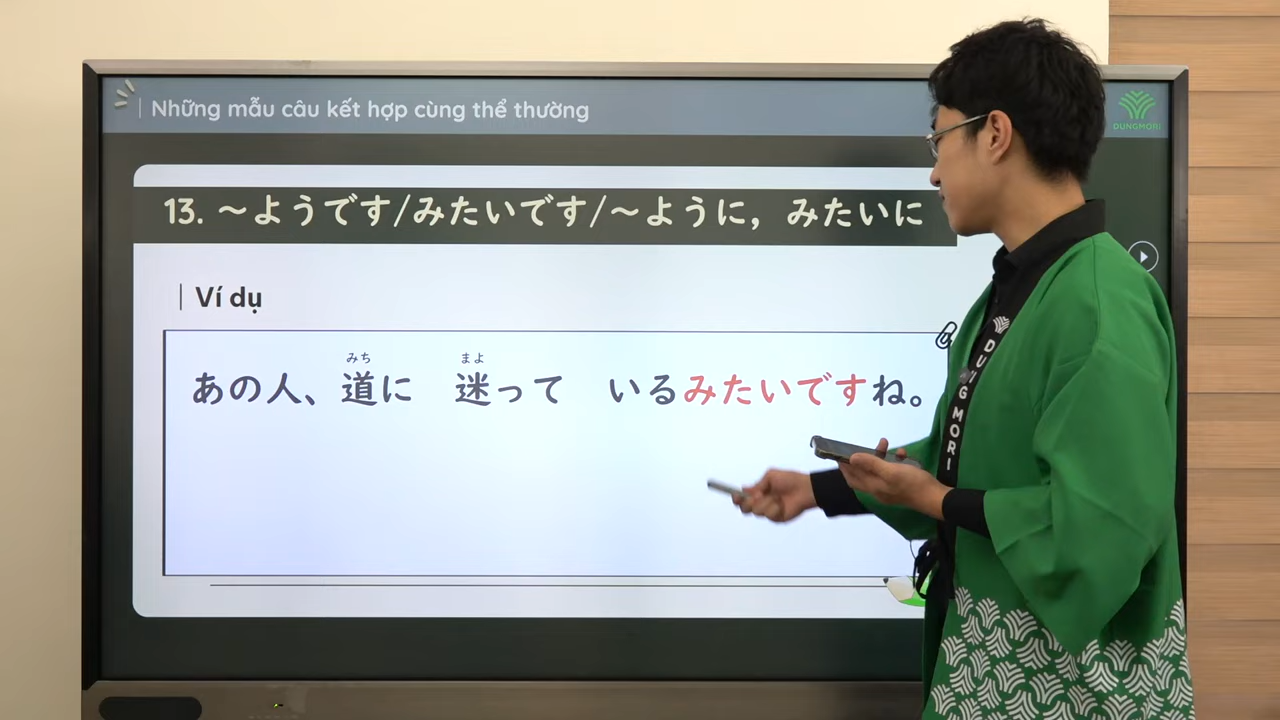 Những mẫu câu kết hợp cùng thể thường
DUNGMORI
13. ～ようです/みたいです/～ように, みたいに
Ví dụ
みち まよ
あの人、道に 迷って いるみたいですね。
DUNG MORI